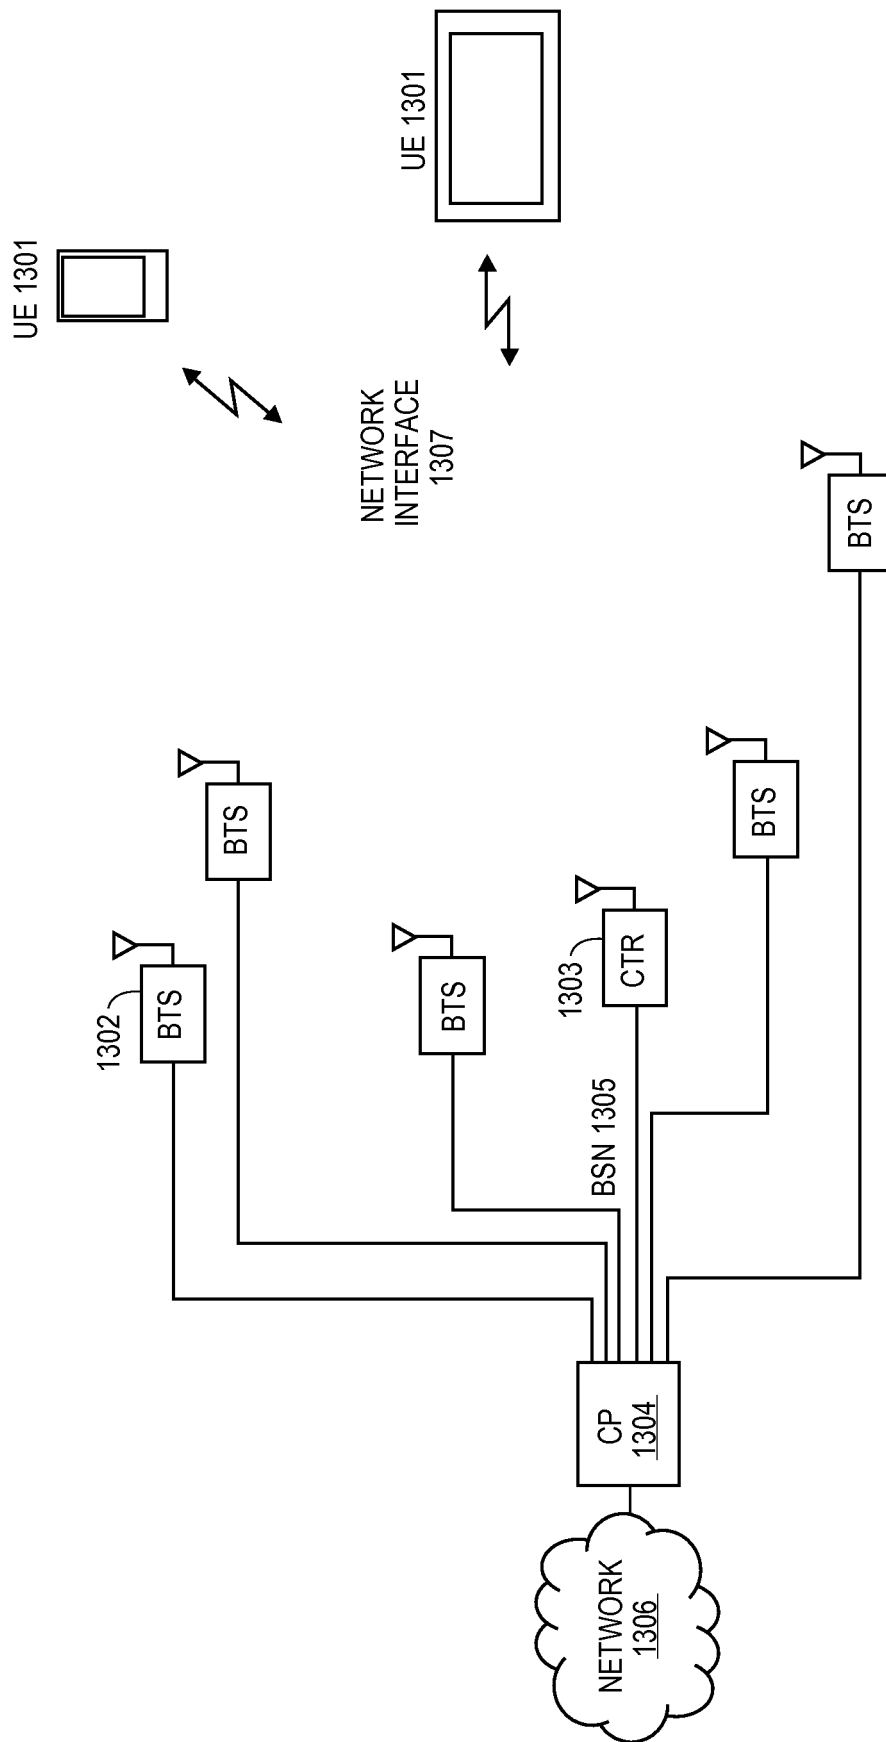 UE 1301
UE 1301
NETWORK
INTERFACE
1307
1302
BTS
BTS
BTS
1303
CTR
BTS
BTS
BSN 1305
CP
1304
NETWORK
1306